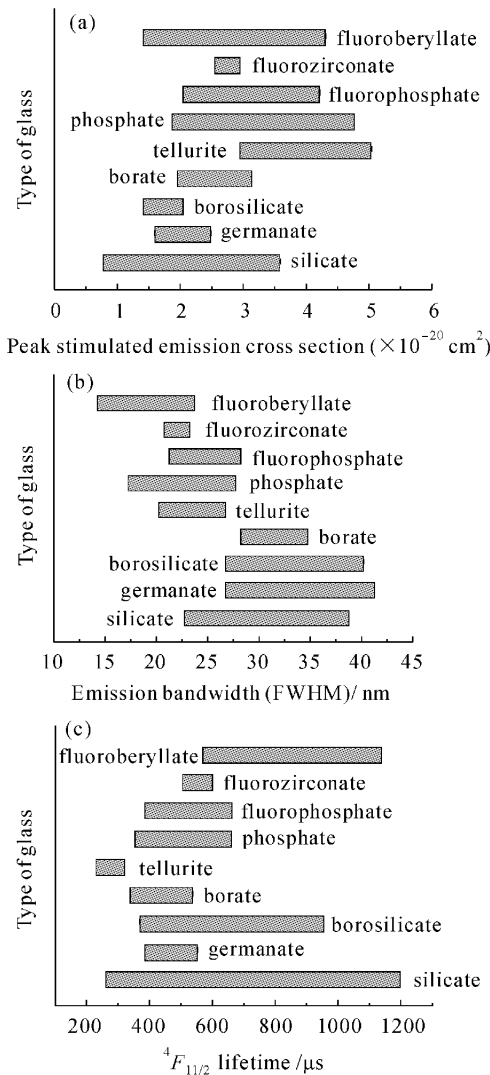 (a)
fluoroberyllate
fluorozirconate
fluorophosphate
phosphate
tellurite
borate
borosilicate
germanate
silicate
Type of glass
0 1 2 3 4 5 6
Peak stimulated emission cross section (×10⁻²⁰ cm²)
(b)
fluoroberyllate
fluorozirconate
fluorophosphate
phosphate
tellurite
borate
borosilicate
germanate
silicate
Type of glass
10 15 20 25 30 35 40 45
Emission bandwidth (FWHM)/ nm
(c)
fluoroberyllate
fluorozirconate
fluorophosphate
phosphate
tellurite
borate
borosilicate
germanate
silicate
Type of glass
200 400 600 800 1000 1200
⁴F₁₁/₂ lifetime /μs